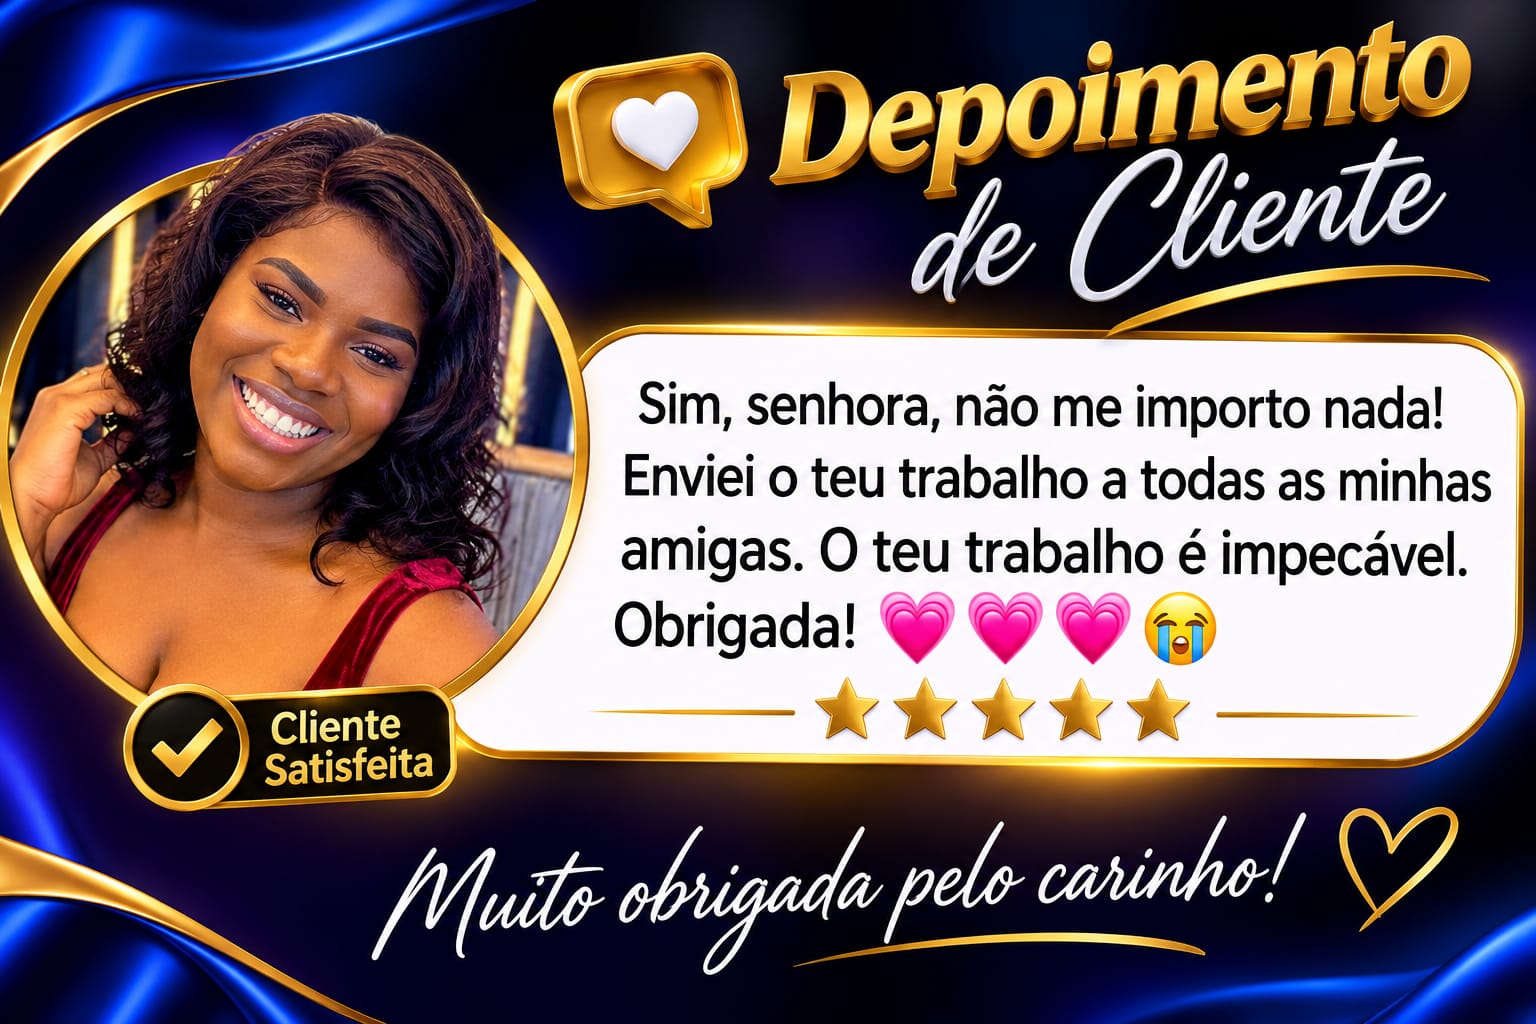 Depoimento
de Cliente
Sim, senhora, não me importo nada!
Enviei o teu trabalho a todas as minhas
amigas. O teu trabalho é impecável.
Obrigada! 💗💗💗😭
Cliente
Satisfeita
Muito obrigada pelo carinho!